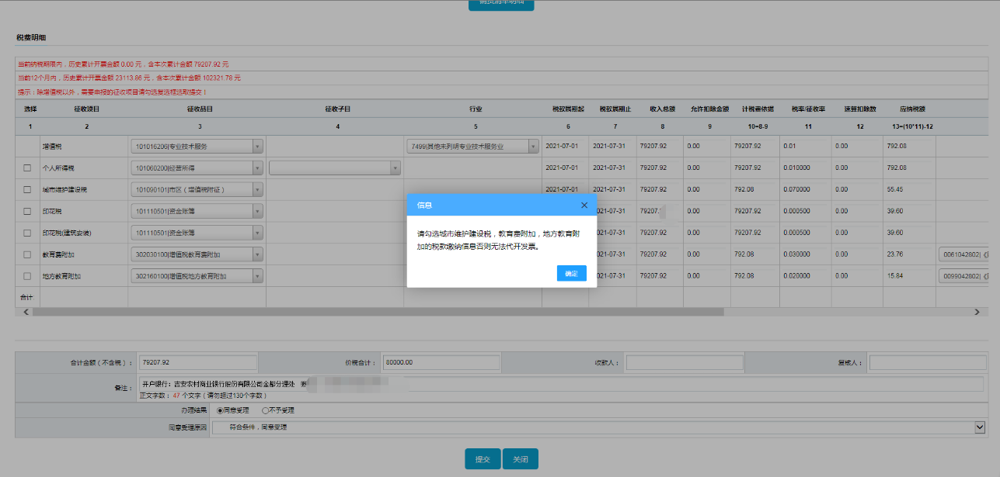 购货清单明细
税费明细
当前纳税期限内，历史累计开票金额 0.00 元，含本次累计金额 79207.92 元
当前12个月内，历史累计开票金额 23113.86 元，含本次累计金额 102321.78 元
提示：除增值税以外，需要申报的征收项目请勾选复选框选取提交！
选择 征收项目 征收品目 征收子目 行业 税款属期起 税款属期止 收入总额 允许扣除金额 计税费依据 税率/征收率 速算扣除数 应纳税额
1 2 3 4 5 6 7 8 9 10=8-9 11 12 13=(10*11)-12
增值税 101016206|专业技术服务 7499|其他未列明专业技术服务业 2021-07-01 2021-07-31 79207.92 0.00 79207.92 0.01 0.00 792.08
个人所得税 101060200|经营所得 2021-07-01 2021-07-31 79207.92 0.00 79207.92 0.010000 0.00 792.08
城市维护建设税 101090101|市区（增值税附征） 2021-07-01 2021-07-31 79207.92 0.00 792.08 0.070000 0.00 55.45
印花税 101110501|资金账簿 021-07-31 79207. 0.00 79207.92 0.000500 0.00 39.60
印花税(建筑安装) 101110501|资金账簿 021-07-31 79207.92 0.00 79207.92 0.000500 0.00 39.60
教育费附加 302030100|增值税教育费附加 021-07-31 79207.92 0.00 792.08 0.030000 0.00 23.76 0061042802|
地方教育附加 302160100|增值税地方教育附加 021-07-31 79207.92 0.00 792.08 0.020000 0.00 15.84 0099042802|
合计
信息
请勾选城市维护建设税，教育费附加，地方教育附
加的税款缴纳信息否则无法代开发票。
确定
合计金额（不含税）： 79207.92 价税合计： 80000.00 收款人： 复核人：
备注： 开户银行：吉安农村商业银行股份有限公司金都分理处
正文字数： 47 个文字（请勿超过130个字数）
办理结果 同意受理 不予受理
同意受理原因 符合条件，同意受理
提交 关闭